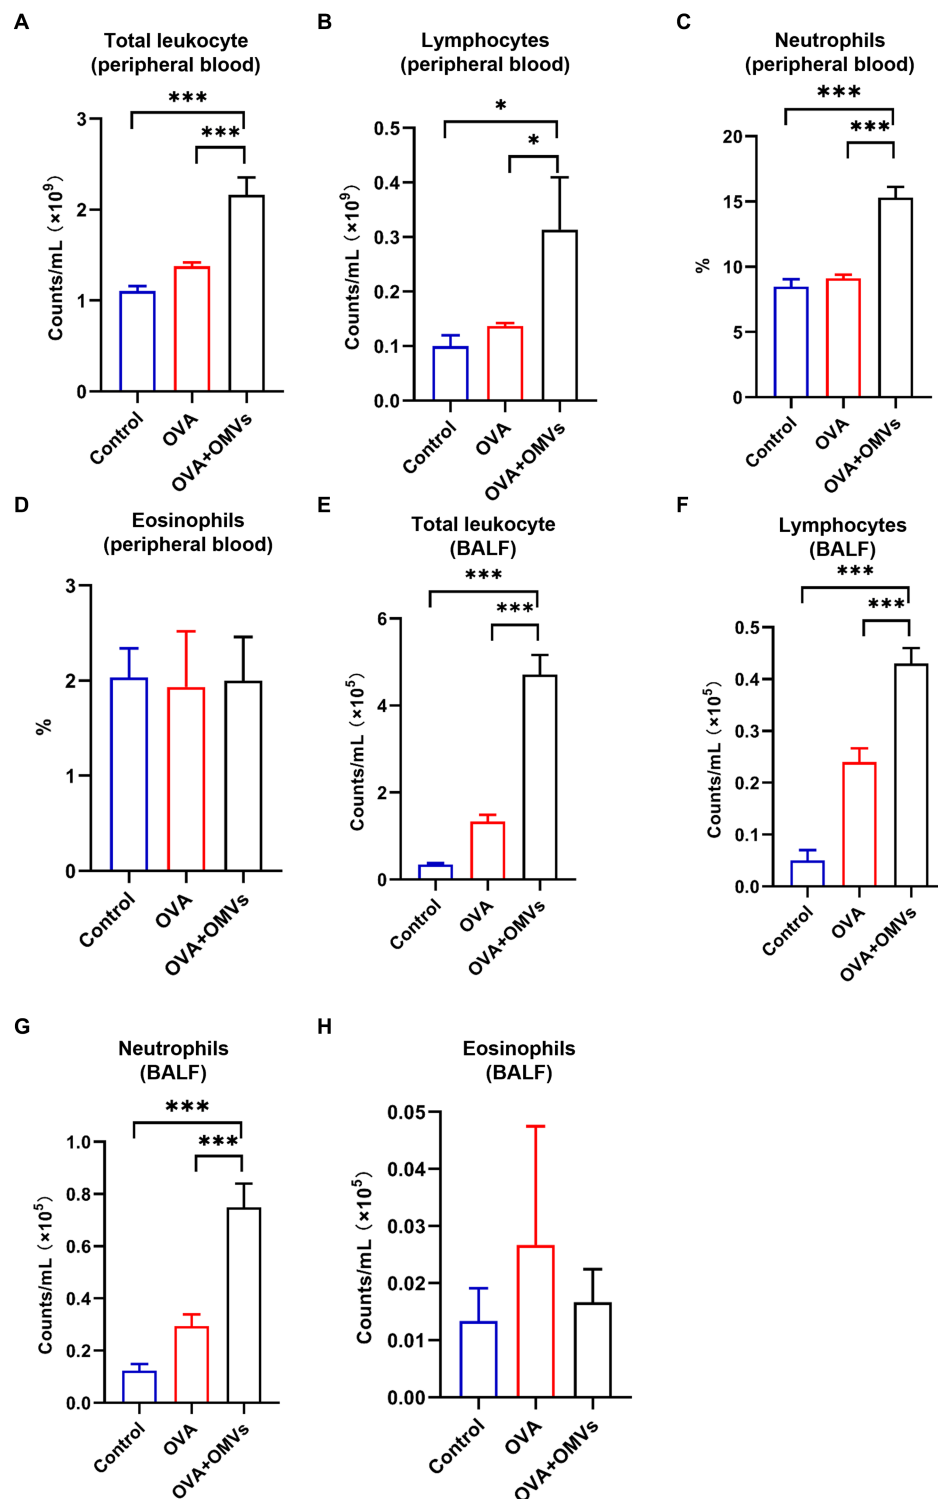 A
Total leukocyte
(peripheral blood)
***
***
3
2
1
0
Counts/mL (×10⁹)
Control
OVA
OVA+OMVs
B
Lymphocytes
(peripheral blood)
*
*
0.5
0.4
0.3
0.2
0.1
0.0
Counts/mL (×10⁹)
Control
OVA
OVA+OMVs
C
Neutrophils
(peripheral blood)
***
***
20
15
10
5
0
%
Control
OVA
OVA+OMVs
D
Eosinophils
(peripheral blood)
3
2
1
0
%
Control
OVA
OVA+OMVs
E
Total leukocyte
(BALF)
***
***
6
4
2
0
Counts/mL (×10⁵)
Control
OVA
OVA+OMVs
F
Lymphocytes
(BALF)
***
***
0.5
0.4
0.3
0.2
0.1
0.0
Counts/mL (×10⁵)
Control
OVA
OVA+OMVs
G
Neutrophils
(BALF)
***
***
1.0
0.8
0.6
0.4
0.2
0.0
Counts/mL (×10⁵)
Control
OVA
OVA+OMVs
H
Eosinophils
(BALF)
0.05
0.04
0.03
0.02
0.01
0.00
Counts/mL (×10⁵)
Control
OVA
OVA+OMVs